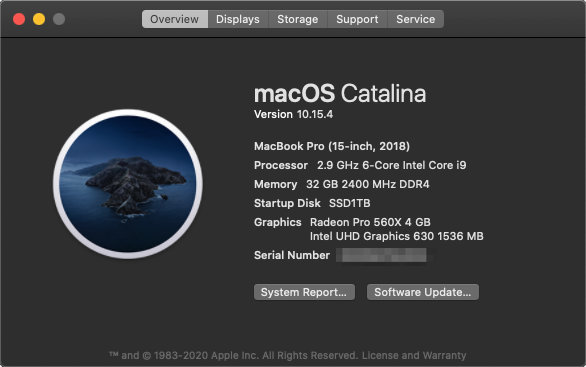 Overview Displays Storage Support Service
macOS Catalina
Version 10.15.4
MacBook Pro (15-inch, 2018)
Processor 2.9 GHz 6-Core Intel Core i9
Memory 32 GB 2400 MHz DDR4
Startup Disk SSD1TB
Graphics Radeon Pro 560X 4 GB
Intel UHD Graphics 630 1536 MB
Serial Number
System Report... Software Update...
™ and © 1983-2020 Apple Inc. All Rights Reserved. License and Warranty